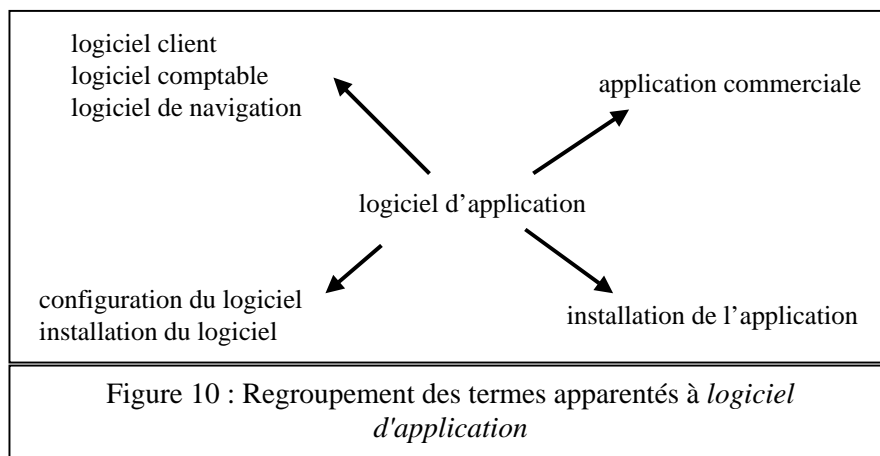 logiciel client
logiciel comptable
logiciel de navigation
application commerciale
logiciel d’application
configuration du logiciel
installation du logiciel
installation de l’application
Figure 10 : Regroupement des termes apparentés à logiciel
d'application